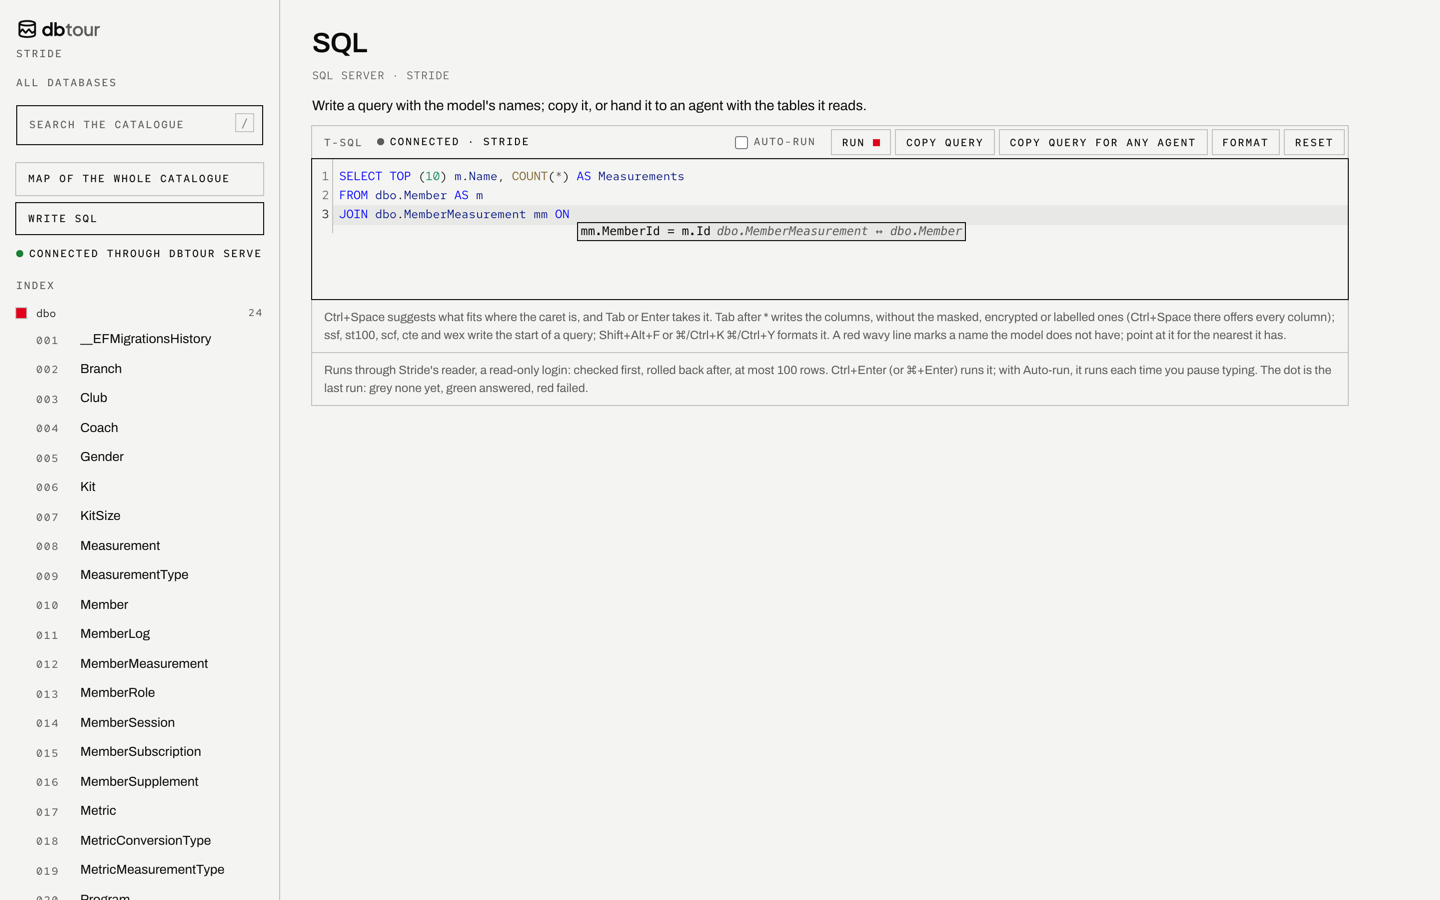 dbtour
STRIDE
ALL DATABASES
SEARCH THE CATALOGUE /
MAP OF THE WHOLE CATALOGUE
WRITE SQL
CONNECTED THROUGH DBTOUR SERVE
INDEX
dbo 24
001 __EFMigrationsHistory
002 Branch
003 Club
004 Coach
005 Gender
006 Kit
007 KitSize
008 Measurement
009 MeasurementType
010 Member
011 MemberLog
012 MemberMeasurement
013 MemberRole
014 MemberSession
015 MemberSubscription
016 MemberSupplement
017 Metric
018 MetricConversionType
019 MetricMeasurementType
020 Program
SQL
SQL SERVER · STRIDE
Write a query with the model's names; copy it, or hand it to an agent with the tables it reads.
T-SQL CONNECTED · STRIDE AUTO-RUN RUN COPY QUERY COPY QUERY FOR ANY AGENT FORMAT RESET
1 SELECT TOP (10) m.Name, COUNT(*) AS Measurements
2 FROM dbo.Member AS m
3 JOIN dbo.MemberMeasurement mm ON
mm.MemberId = m.Id dbo.MemberMeasurement ↔ dbo.Member
Ctrl+Space suggests what fits where the caret is, and Tab or Enter takes it. Tab after * writes the columns, without the masked, encrypted or labelled ones (Ctrl+Space there offers every column);
ssf, st100, scf, cte and wex write the start of a query; Shift+Alt+F or ⌘/Ctrl+K ⌘/Ctrl+Y formats it. A red wavy line marks a name the model does not have; point at it for the nearest it has.
Runs through Stride's reader, a read-only login: checked first, rolled back after, at most 100 rows. Ctrl+Enter (or ⌘+Enter) runs it; with Auto-run, it runs each time you pause typing. The dot is the
last run: grey none yet, green answered, red failed.